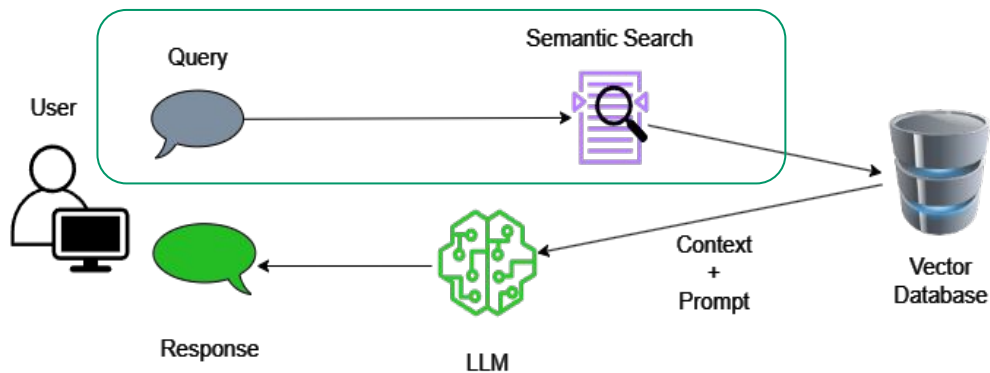 User
Query
Semantic Search
Context
+
Prompt
Vector
Database
Response
LLM